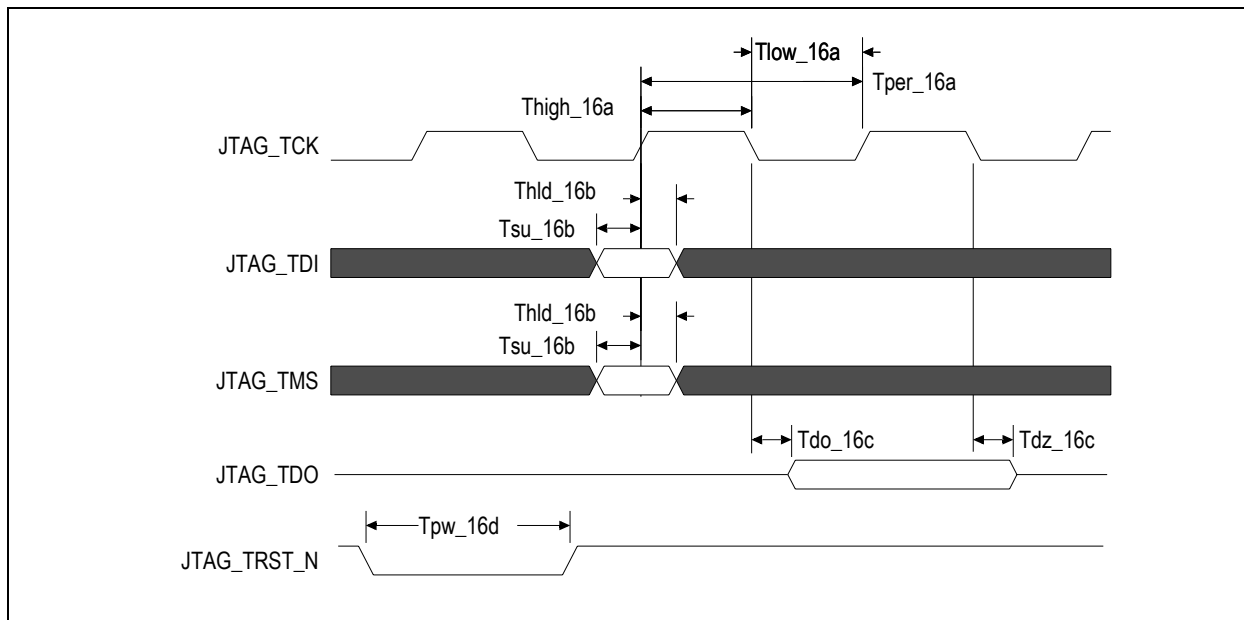 Tlow_16a
Tper_16a
Thigh_16a
JTAG_TCK
Thld_16b
Tsu_16b
JTAG_TDI
Thld_16b
Tsu_16b
JTAG_TMS
Tdo_16c
Tdz_16c
JTAG_TDO
Tpw_16d
JTAG_TRST_N